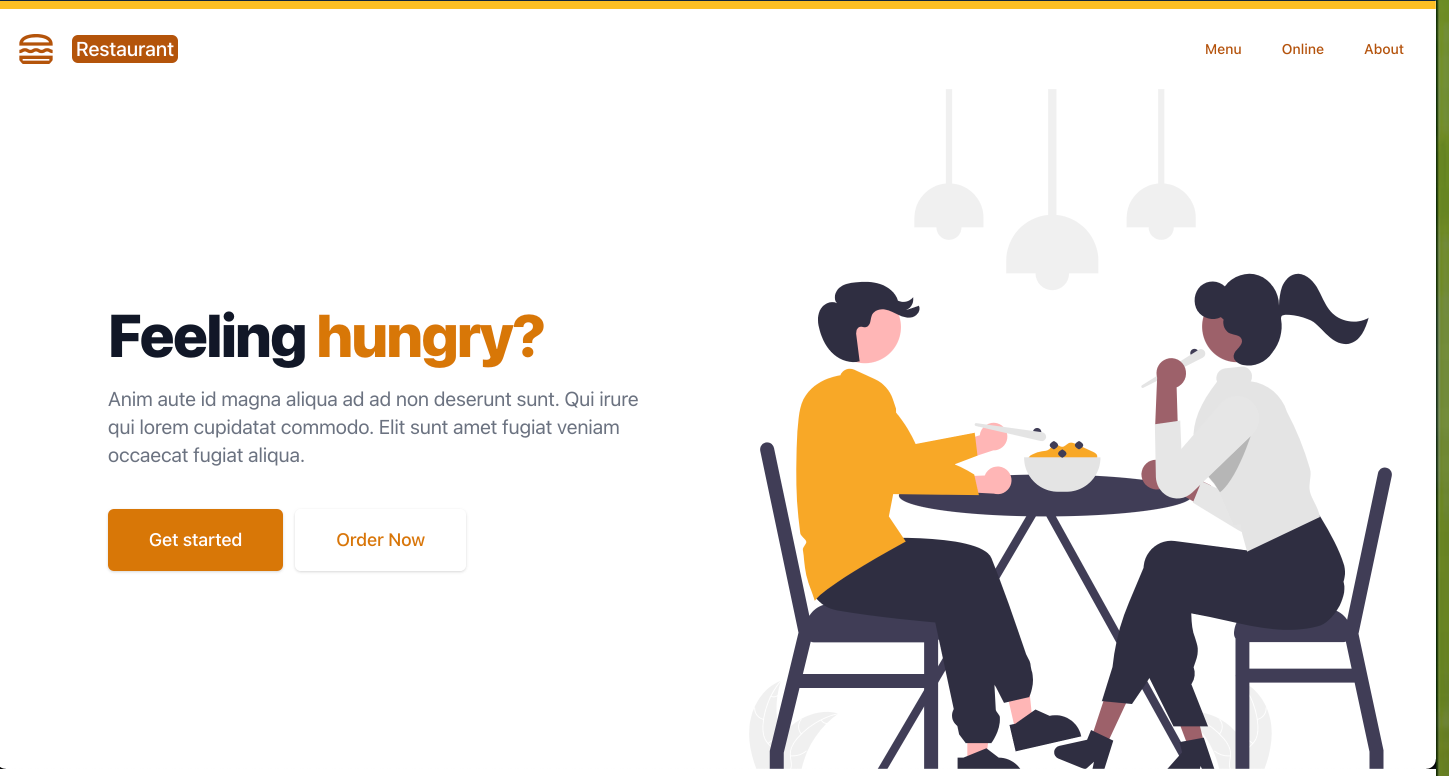 Restaurant
Menu
Online
About
Feeling hungry?
Anim aute id magna aliqua ad ad non deserunt sunt. Qui irure
qui lorem cupidatat commodo. Elit sunt amet fugiat veniam
occaecat fugiat aliqua.
Get started
Order Now